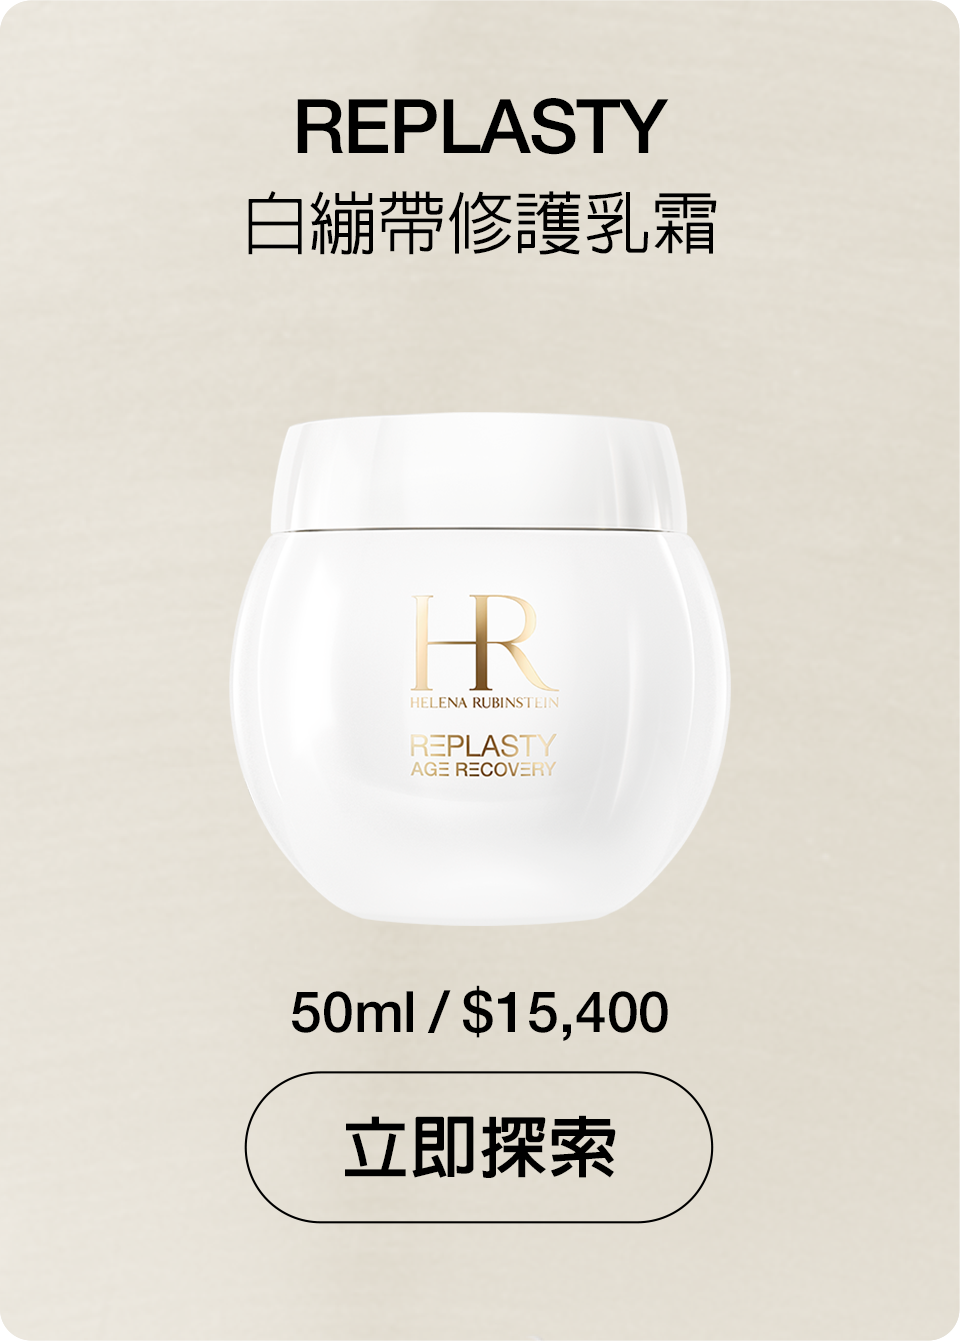 REPLASTY
白繃帶修護乳霜
HR
HELENA RUBINSTEIN
REPLASTY
AGE RECOVERY
50ml / $15,400
立即探索